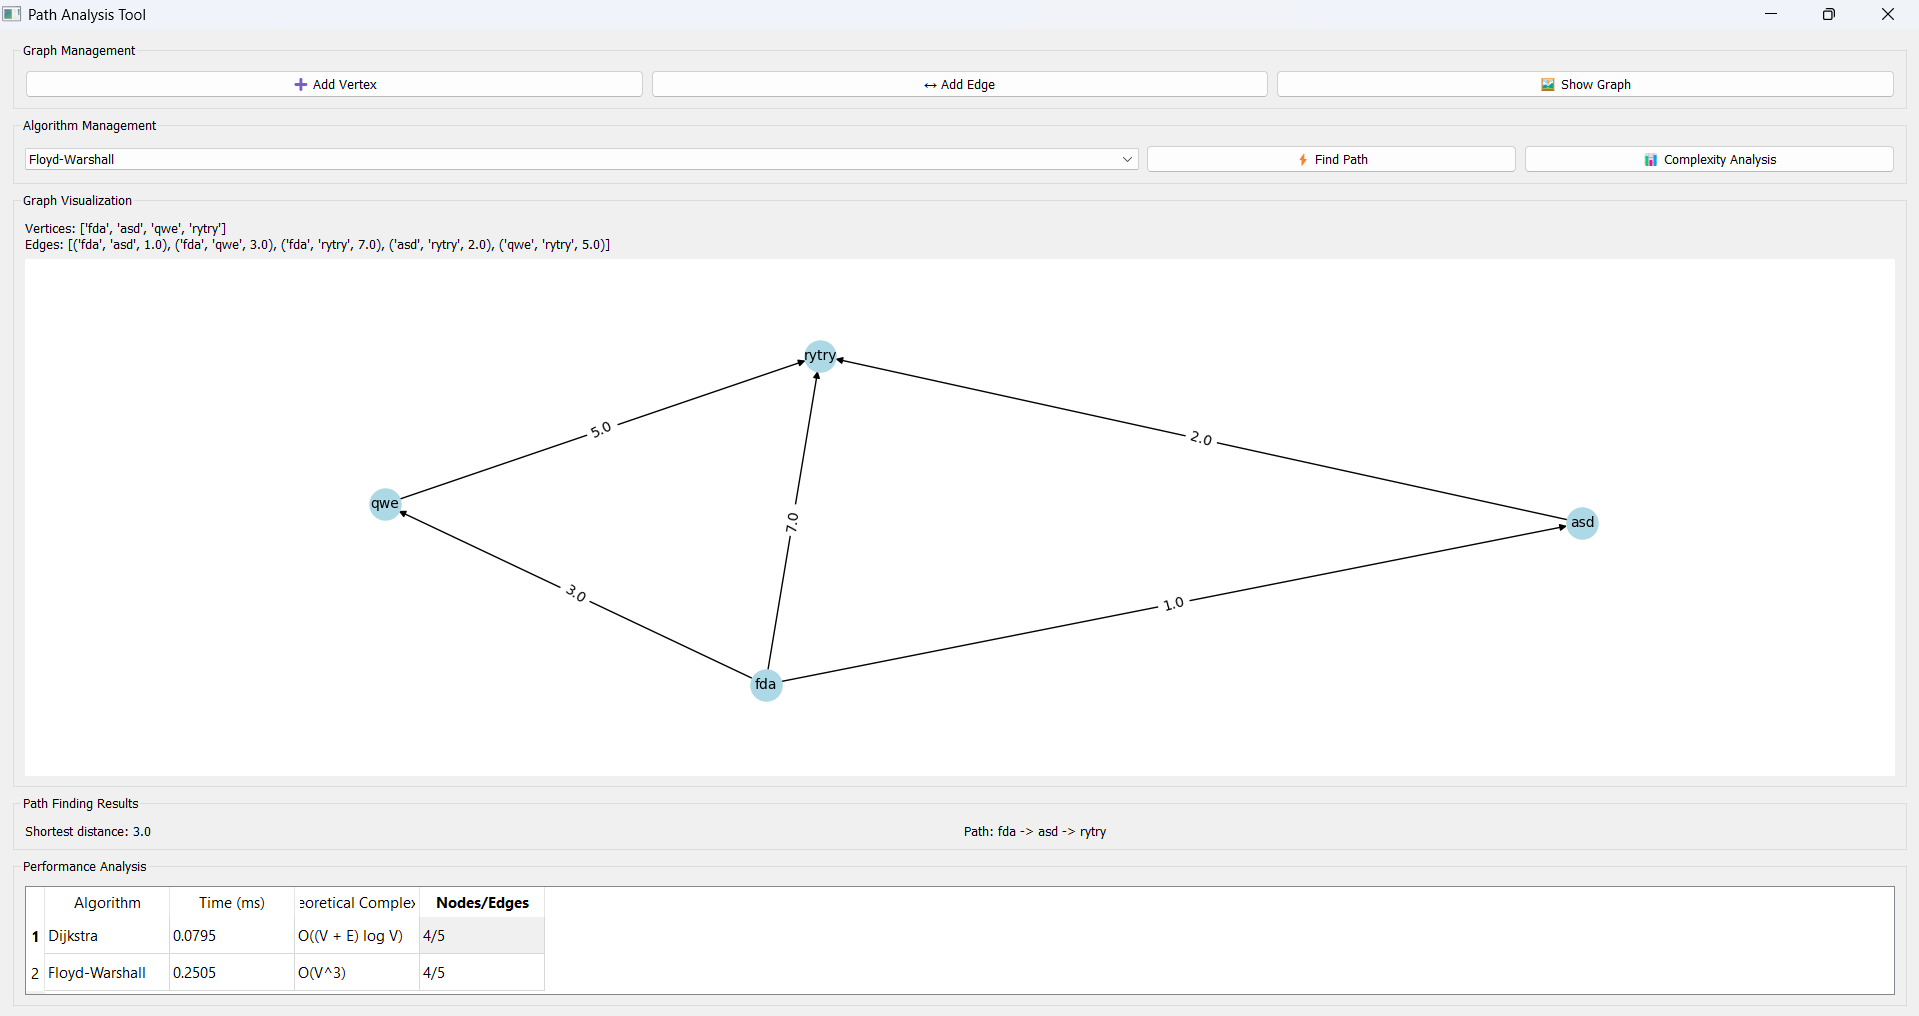 Path Analysis Tool
Graph Management
Add Vertex
↔ Add Edge
Show Graph
Algorithm Management
Floyd-Warshall
Find Path
Complexity Analysis
Graph Visualization
Vertices: ['fda', 'asd', 'qwe', 'rytry']
Edges: [('fda', 'asd', 1.0), ('fda', 'qwe', 3.0), ('fda', 'rytry', 7.0), ('asd', 'rytry', 2.0), ('qwe', 'rytry', 5.0)]
rytry
5.0
2.0
qwe
7.0
asd
3.0
1.0
fda
Path Finding Results
Shortest distance: 3.0
Path: fda -> asd -> rytry
Performance Analysis
Algorithm Time (ms) eoretical Complex Nodes/Edges
1 Dijkstra 0.0795 O((V + E) log V) 4/5
2 Floyd-Warshall 0.2505 O(V^3) 4/5